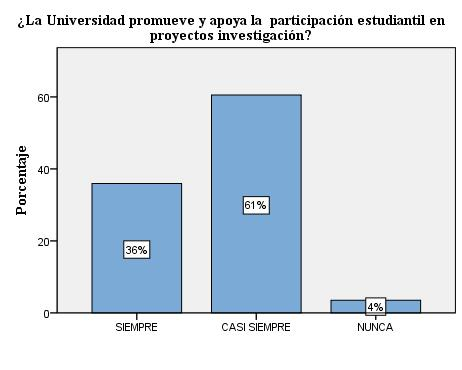 ¿La Universidad promueve y apoya la participación estudiantil en
proyectos investigación?
Porcentaje
60
40
20
0
36%
61%
4%
SIEMPRE
CASI SIEMPRE
NUNCA